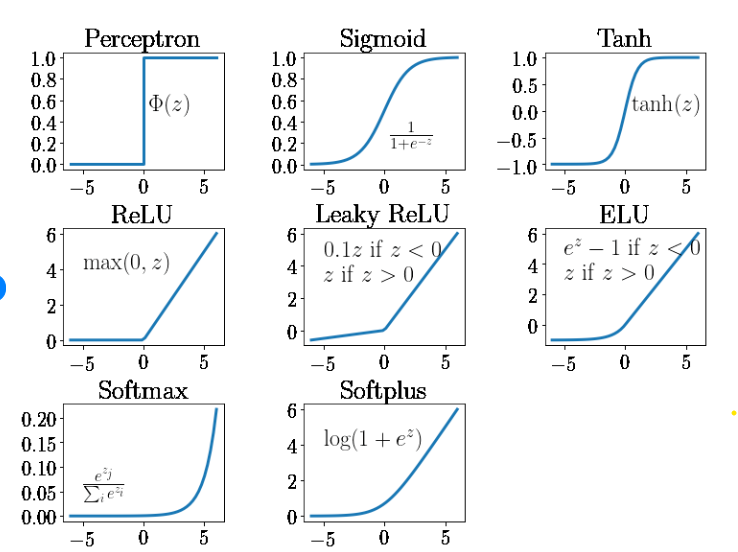 Perceptron
1.0
0.8
0.6
0.4
0.2
0.0
Φ(z)
−5 0 5
Sigmoid
1.0
0.8
0.6
0.4
0.2
0.0
1
1+e^{−z}
−5 0 5
Tanh
1.0
0.5
0.0
−0.5
−1.0
tanh(z)
−5 0 5
ReLU
6
4
2
0
max(0, z)
−5 0 5
Leaky ReLU
6
4
2
0
0.1z if z < 0
z if z > 0
−5 0 5
ELU
6
4
2
0
e^z − 1 if z < 0
z if z > 0
−5 0 5
Softmax
0.20
0.15
0.10
0.05
0.00
e^{z_j}
∑_i e^{z_i}
−5 0 5
Softplus
6
4
2
0
log(1 + e^z)
−5 0 5